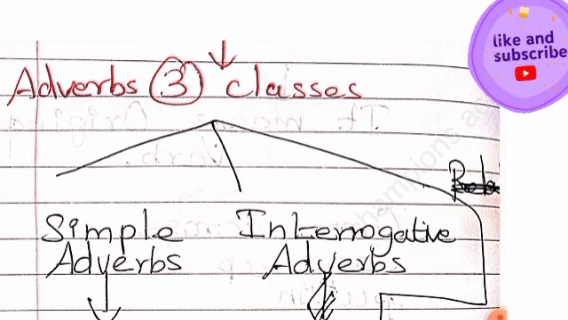 like and
subscribe
Adverbs 3 classes
Simple
Adverbs
Interrogative
Adverbs